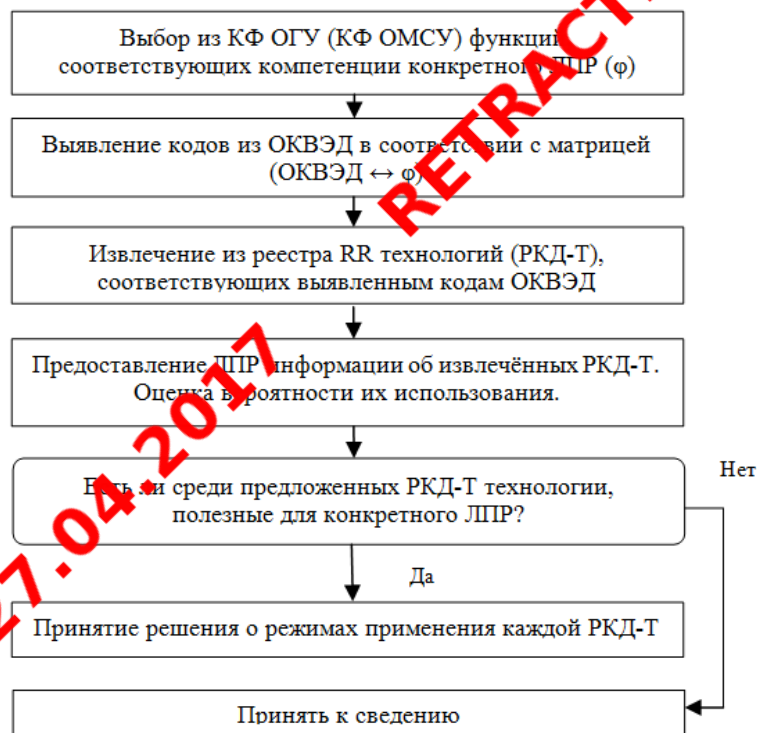 Выбор из КФ ОГУ (КФ ОМСУ) функций
соответствующих компетенции конкретного ЛПР (φ)
Выявление кодов из ОКВЭД в соответствии с матрицей
(ОКВЭД ↔ φ)
Извлечение из реестра RR технологий (РКД-Т),
соответствующих выявленным кодам ОКВЭД
Предоставление ЛПР информации об извлечённых РКД-Т.
Оценка вероятности их использования.
Есть ли среди предложенных РКД-Т технологии,
полезные для конкретного ЛПР?
Нет
Да
Принятие решения о режимах применения каждой РКД-Т
Принять к сведению
RETRACT
27.04.2017